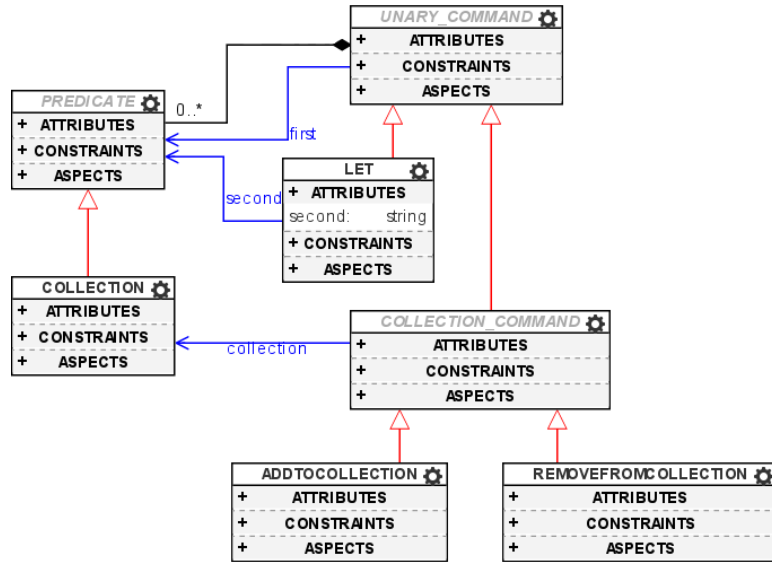 UNARY_COMMAND
+ ATTRIBUTES
+ CONSTRAINTS
+ ASPECTS
PREDICATE
+ ATTRIBUTES
+ CONSTRAINTS
+ ASPECTS
0..*
first
second
LET
+ ATTRIBUTES
second: string
+ CONSTRAINTS
+ ASPECTS
COLLECTION
+ ATTRIBUTES
+ CONSTRAINTS
+ ASPECTS
collection
COLLECTION_COMMAND
+ ATTRIBUTES
+ CONSTRAINTS
+ ASPECTS
ADDTOCOLLECTION
+ ATTRIBUTES
+ CONSTRAINTS
+ ASPECTS
REMOVEFROMCOLLECTION
+ ATTRIBUTES
+ CONSTRAINTS
+ ASPECTS